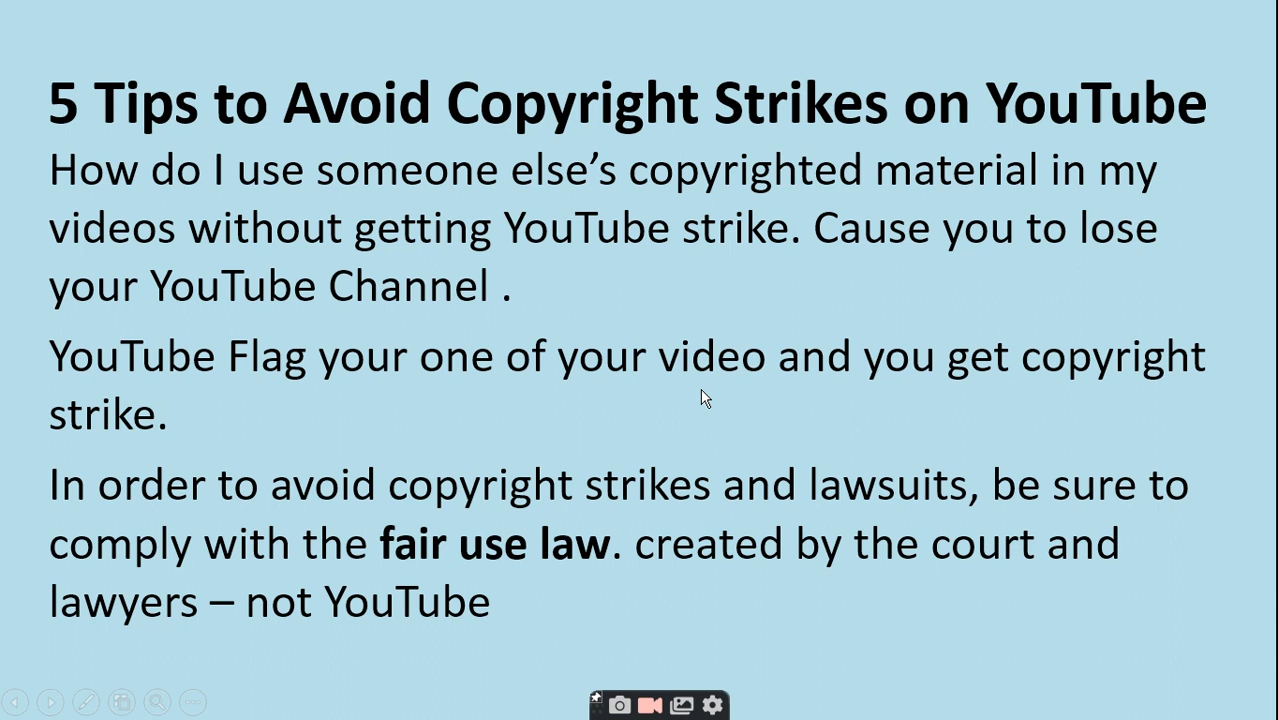 5 Tips to Avoid Copyright Strikes on YouTube
How do I use someone else’s copyrighted material in my
videos without getting YouTube strike. Cause you to lose
your YouTube Channel .
YouTube Flag your one of your video and you get copyright
strike.
In order to avoid copyright strikes and lawsuits, be sure to
comply with the fair use law. created by the court and
lawyers – not YouTube